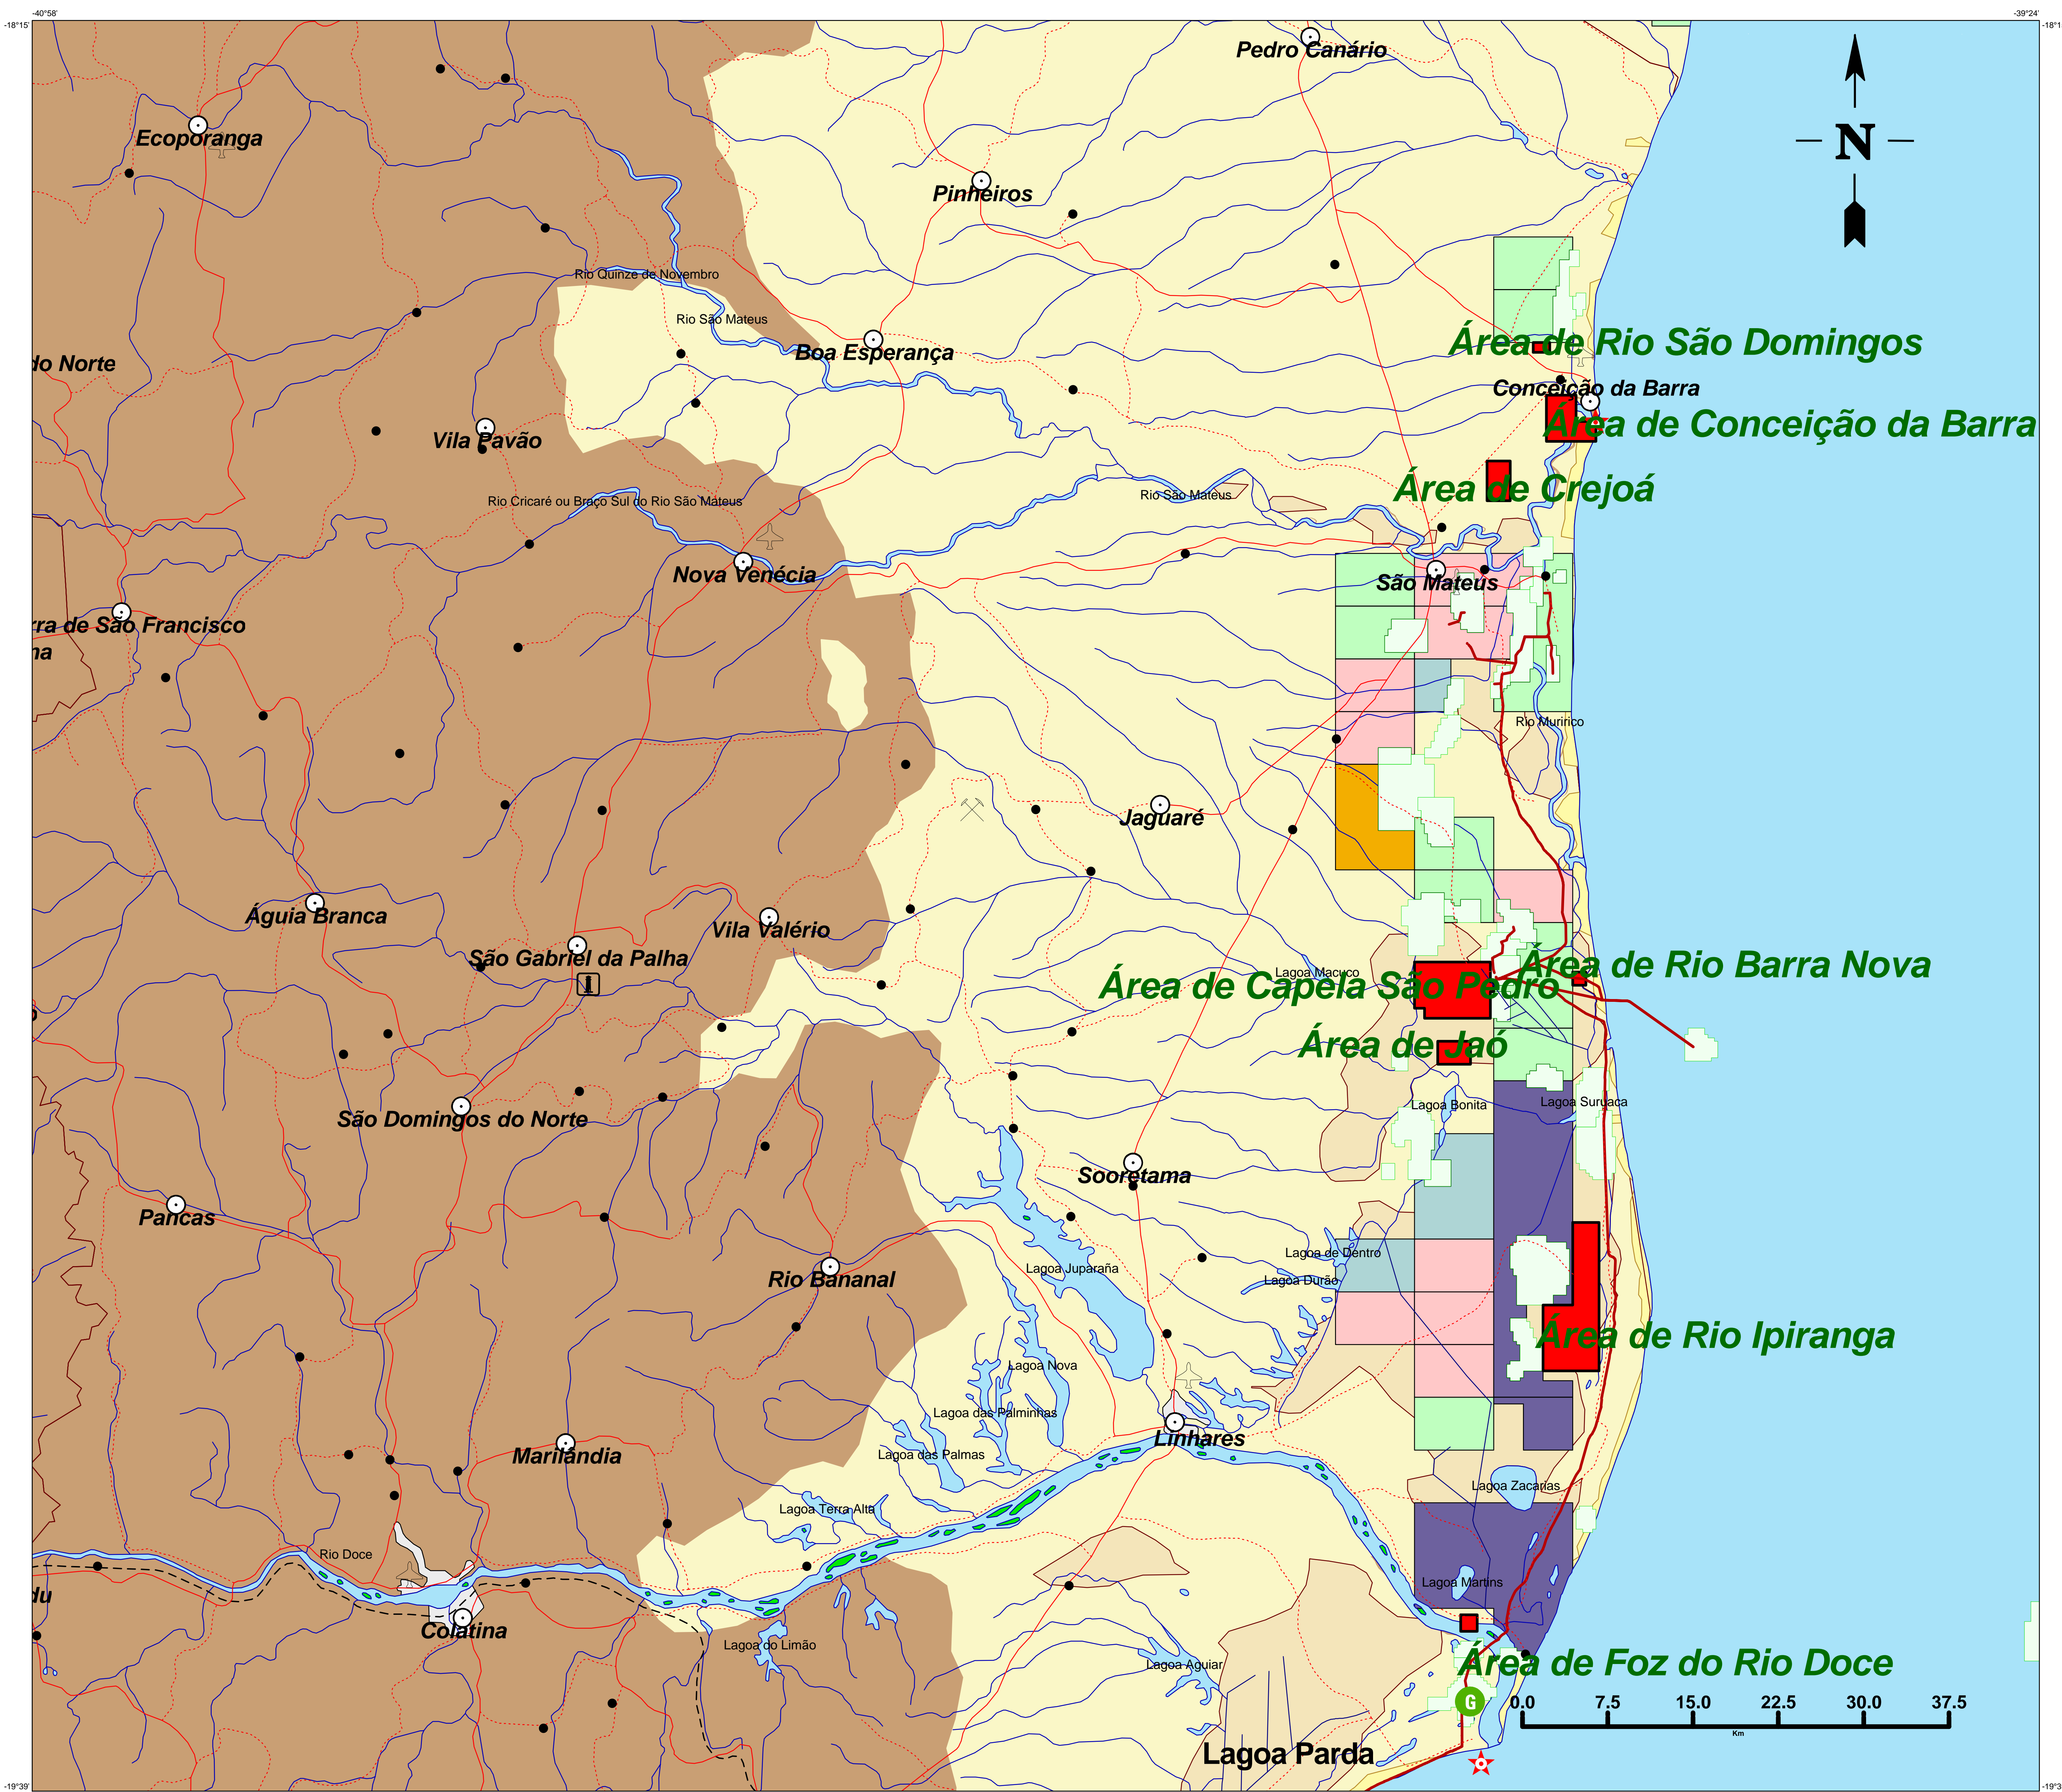 -40°58'
-39°24'
-18°15'
-18°1
Pedro Canário
N
Ecoporanga
Pinheiros
Rio Quinze de Novembro
Rio São Mateus
Área de Rio São Domingos
Boa Esperança
do Norte
Conceição da Barra
Área de Conceição da Barra
Vila Pavão
Área de Crejoá
Rio São Mateus
Rio Cricaré ou Braço Sul do Rio São Mateus
Nova Venécia
São Mateus
rra de São Francisco
na
Rio Muririco
Jaguaré
Águia Branca
Vila Valério
São Gabriel da Palha
Área de Rio Barra Nova
Lagoa Macuco
Área de Capela São Pedro
Área de Jaó
Lagoa Suruaca
Lagoa Bonita
São Domingos do Norte
Sooretama
Pancas
Lagoa de Dentro
Lagoa Juparaña
Rio Bananal
Lagoa Durão
Área de Rio Ipiranga
Lagoa Nova
Lagoa das Palminhas
Linhares
Lagoa das Palmas
Marilândia
Lagoa Zacarias
Lagoa Terra Alta
Rio Doce
Lagoa Martins
du
Colatina
Lagoa do Limão
Lagoa Aguiar
Área de Foz do Rio Doce
G
0.0 7.5 15.0 22.5 30.0 37.5
Km
Lagoa Parda
-19°39'
-19°3